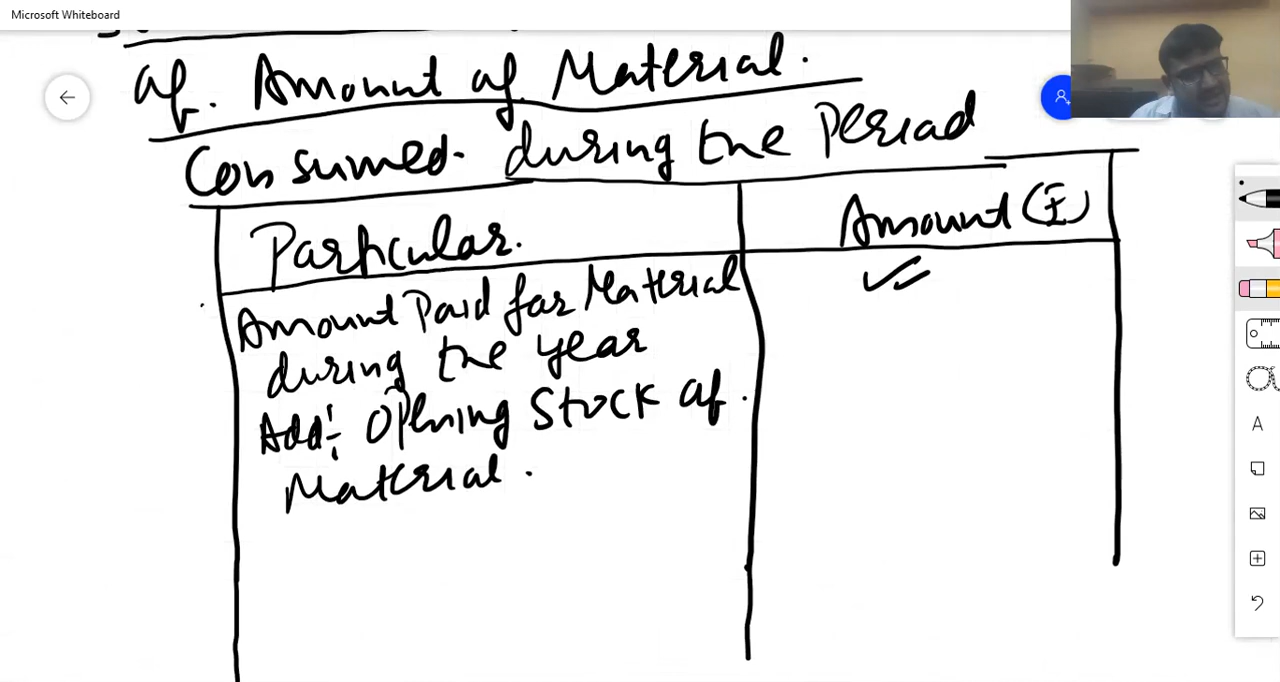 Microsoft Whiteboard
of. Amount of Material.
Consumed. during the Period
Particular.
Amount (₹)
Amount Paid for Material
during the year
Add:- Opening Stock of.
Material.
A